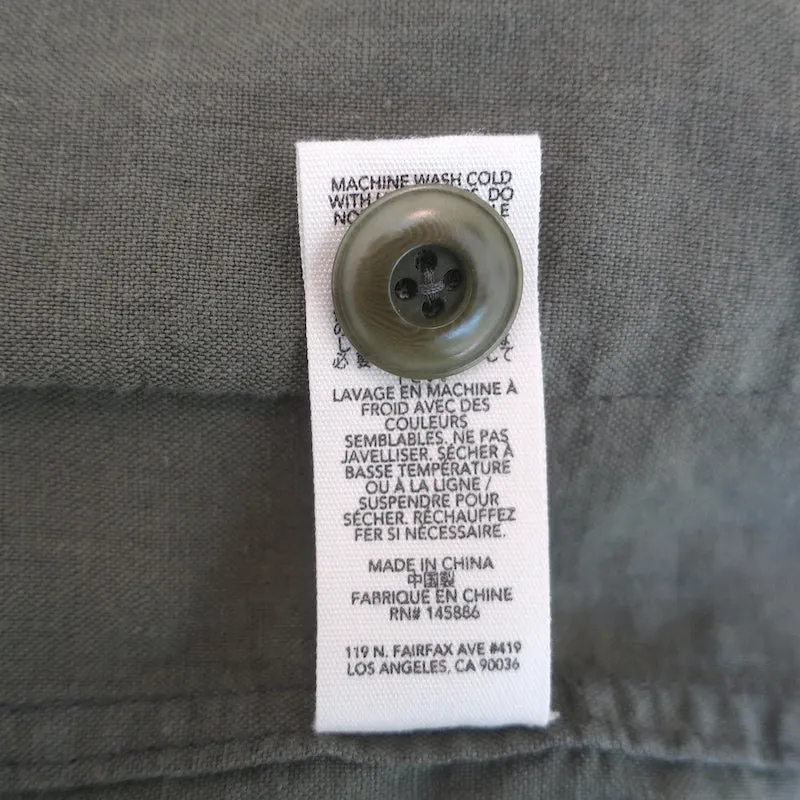 MACHINE WASH COLD
WITH DO
NO LE
LAVAGE EN MACHINE À
FROID AVEC DES
COULEURS
SEMBLABLES. NE PAS
JAVELLISER. SÉCHER À
BASSE TEMPÉRATURE
OU À LA LIGNE /
SUSPENDRE POUR
SÉCHER. RÉCHAUFFEZ
FER SI NÉCESSAIRE.
MADE IN CHINA
中国製
FABRIQUE EN CHINE
RN# 145886
119 N. FAIRFAX AVE #419
LOS ANGELES, CA 90036